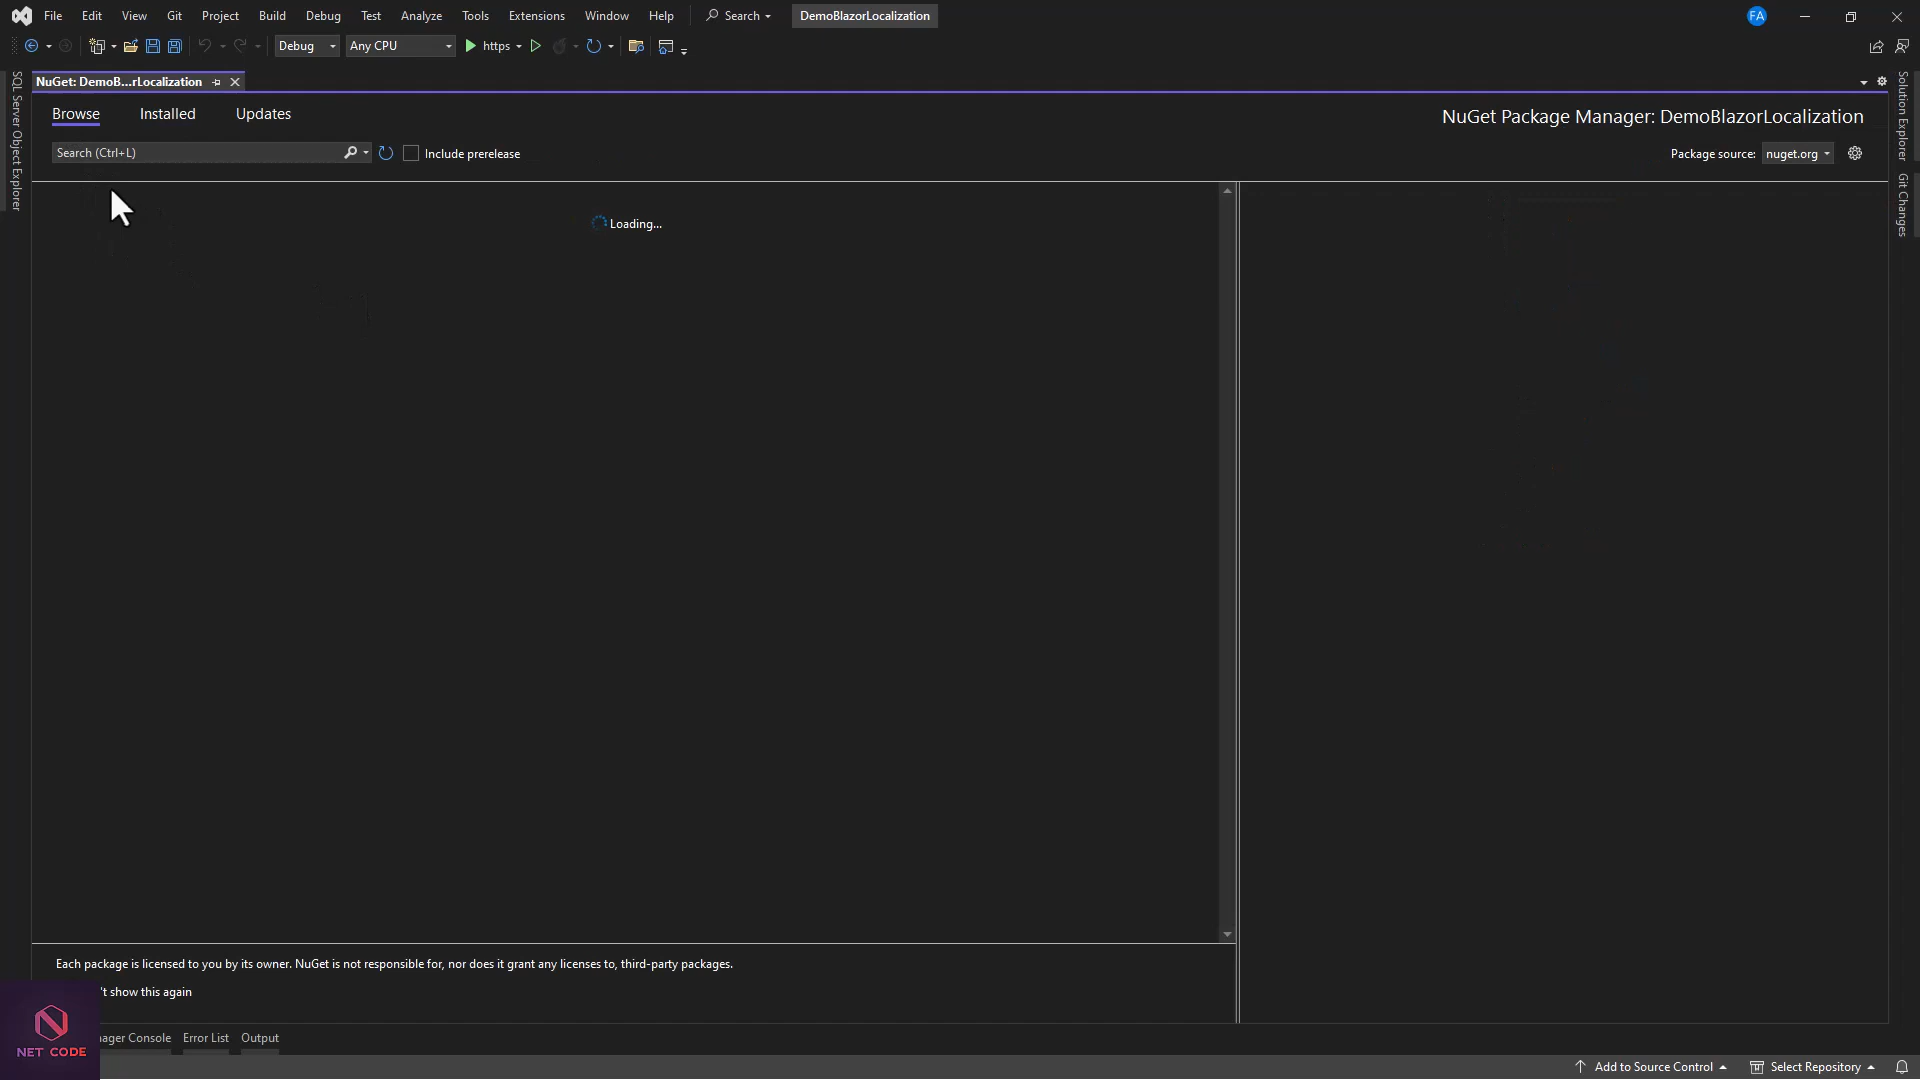 File Edit View Git Project Build Debug Test Analyze Tools Extensions Window Help Search DemoBlazorLocalization FA
Debug Any CPU https
SQL Server Object Explorer
NuGet: DemoB...rLocalization
Browse Installed Updates
NuGet Package Manager: DemoBlazorLocalization
Search (Ctrl+L) Include prerelease
Package source: nuget.org
Loading...
Solution Explorer
Git Changes
Each package is licensed to you by its owner. NuGet is not responsible for, nor does it grant any licenses to, third-party packages.
't show this again
ager Console Error List Output
NET CODE
Add to Source Control Select Repository